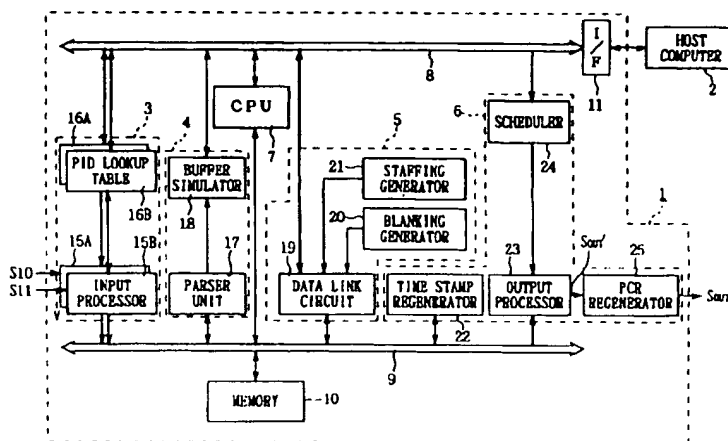 I / F
HOST
COMPUTER
8
11
2
CPU
7
16A
3
4
PID LOOKUP
TABLE
16B
BUFFER
SIMULATOR
18
5
21
STAFFING
GENERATOR
20
BLANKING
GENERATOR
6
SCHEDULER
24
1
15A
15B
S10
S11
INPUT
PROCESSOR
17
PARSER
UNIT
19
DATA LINK
CIRCUIT
TIME STAMP
REGENERATOR
22
23
OUTPUT
PROCESSOR
Sout'
25
PCR
REGENERATOR
Sout
9
MEMORY
10